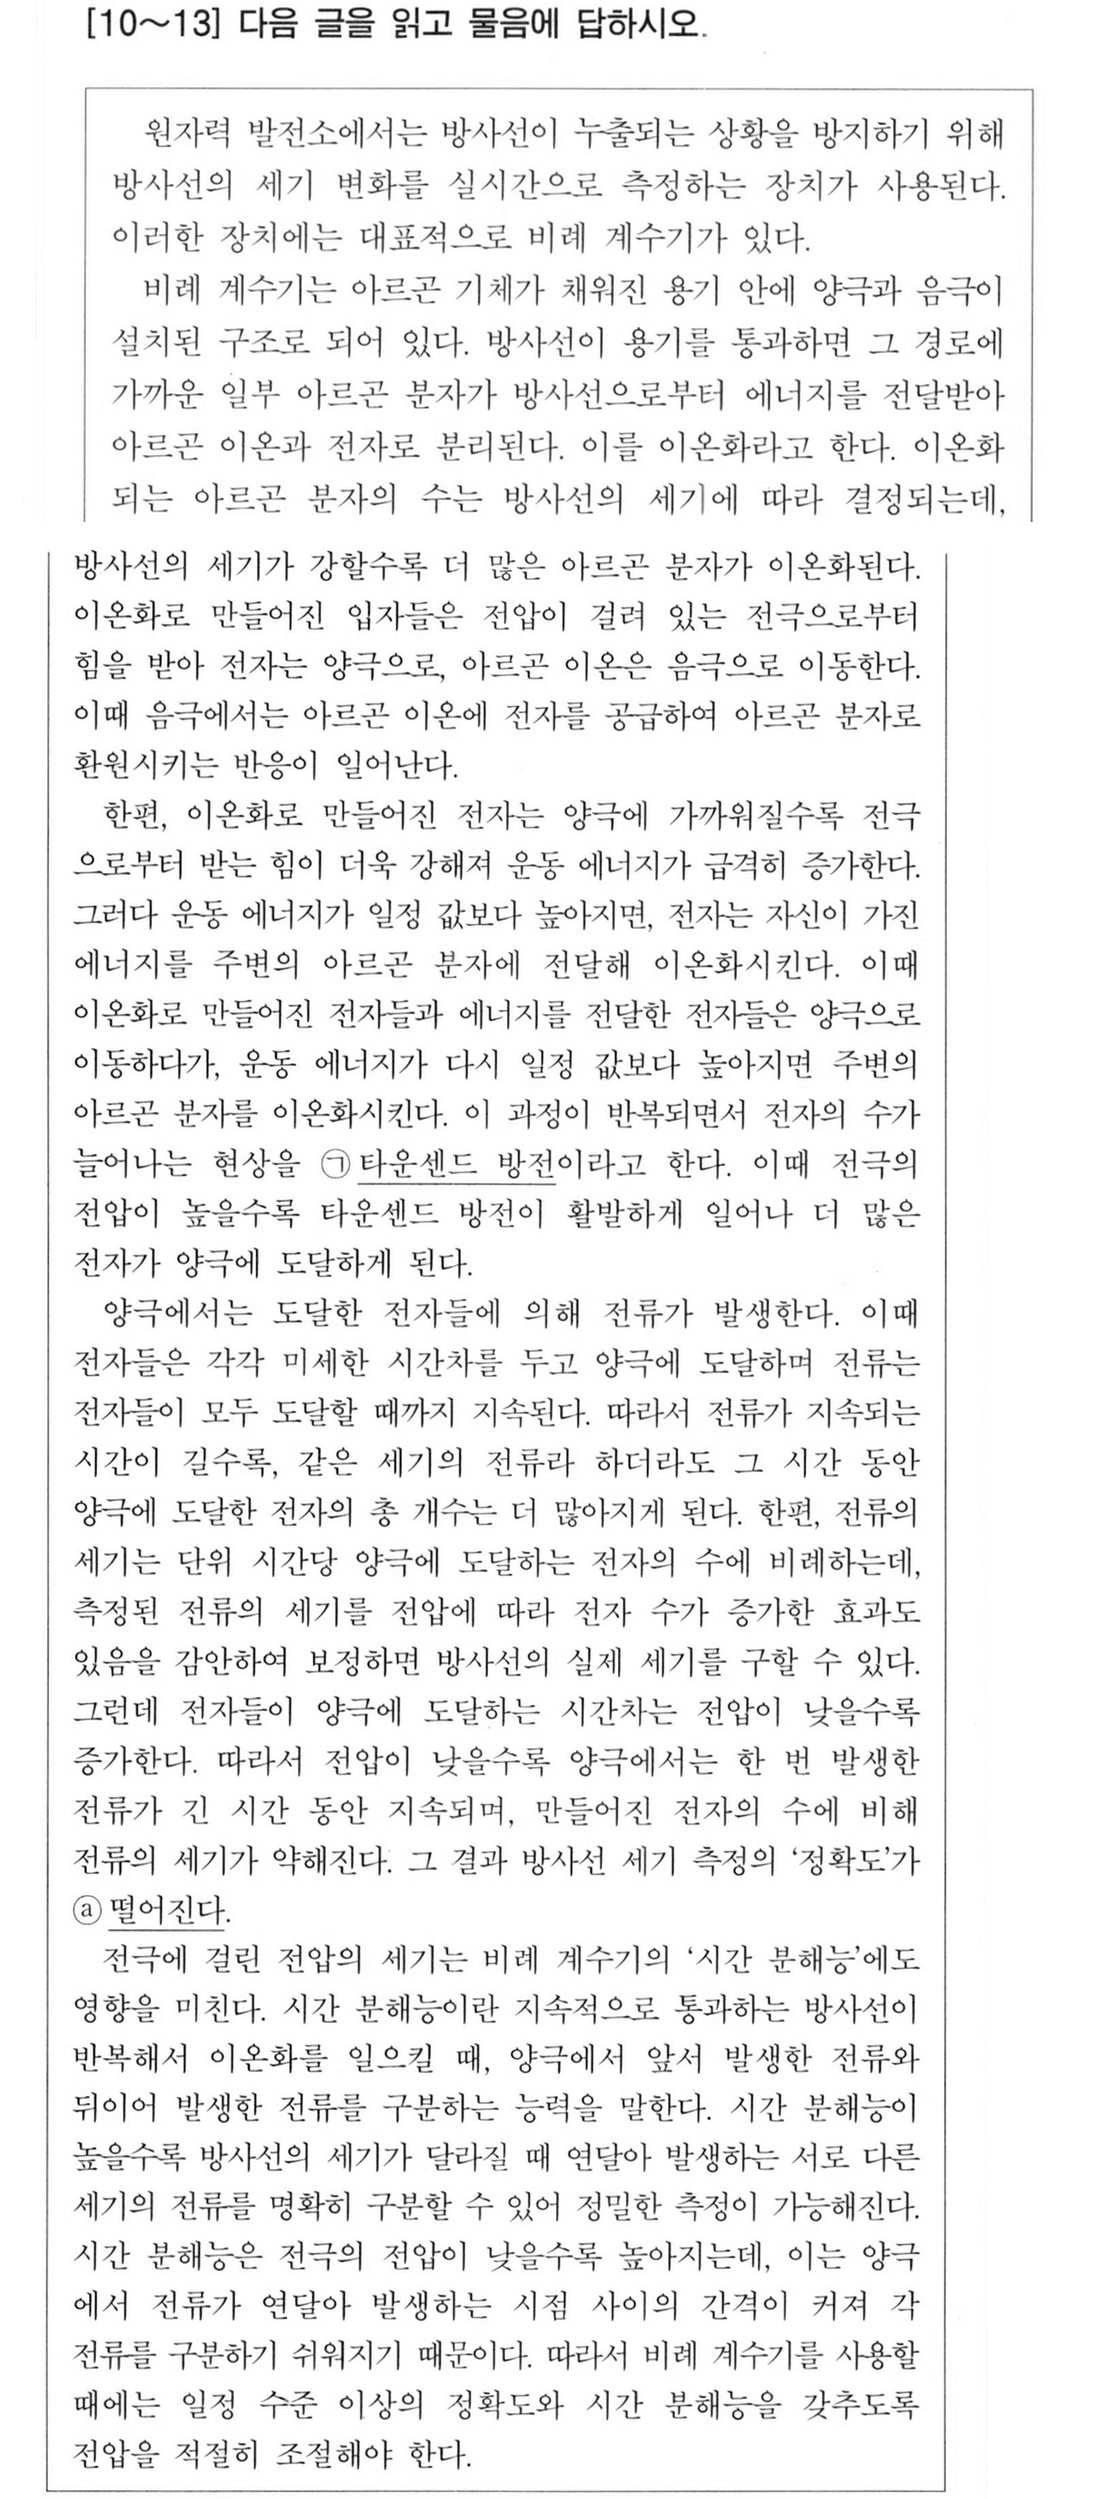 [10～13] 다음 글을 읽고 물음에 답하시오.
원자력 발전소에서는 방사선이 누출되는 상황을 방지하기 위해
방사선의 세기 변화를 실시간으로 측정하는 장치가 사용된다.
이러한 장치에는 대표적으로 비례 계수기가 있다.
비례 계수기는 아르곤 기체가 채워진 용기 안에 양극과 음극이
설치된 구조로 되어 있다. 방사선이 용기를 통과하면 그 경로에
가까운 일부 아르곤 분자가 방사선으로부터 에너지를 전달받아
아르곤 이온과 전자로 분리된다. 이를 이온화라고 한다. 이온화
되는 아르곤 분자의 수는 방사선의 세기에 따라 결정되는데,
방사선의 세기가 강할수록 더 많은 아르곤 분자가 이온화된다.
이온화로 만들어진 입자들은 전압이 걸려 있는 전극으로부터
힘을 받아 전자는 양극으로, 아르곤 이온은 음극으로 이동한다.
이때 음극에서는 아르곤 이온에 전자를 공급하여 아르곤 분자로
환원시키는 반응이 일어난다.
한편, 이온화로 만들어진 전자는 양극에 가까워질수록 전극
으로부터 받는 힘이 더욱 강해져 운동 에너지가 급격히 증가한다.
그러다 운동 에너지가 일정 값보다 높아지면, 전자는 자신이 가진
에너지를 주변의 아르곤 분자에 전달해 이온화시킨다. 이때
이온화로 만들어진 전자들과 에너지를 전달한 전자들은 양극으로
이동하다가, 운동 에너지가 다시 일정 값보다 높아지면 주변의
아르곤 분자를 이온화시킨다. 이 과정이 반복되면서 전자의 수가
늘어나는 현상을 ㉠타운센드 방전이라고 한다. 이때 전극의
전압이 높을수록 타운센드 방전이 활발하게 일어나 더 많은
전자가 양극에 도달하게 된다.
양극에서는 도달한 전자들에 의해 전류가 발생한다. 이때
전자들은 각각 미세한 시간차를 두고 양극에 도달하며 전류는
전자들이 모두 도달할 때까지 지속된다. 따라서 전류가 지속되는
시간이 길수록, 같은 세기의 전류라 하더라도 그 시간 동안
양극에 도달한 전자의 총 개수는 더 많아지게 된다. 한편, 전류의
세기는 단위 시간당 양극에 도달하는 전자의 수에 비례하는데,
측정된 전류의 세기를 전압에 따라 전자 수가 증가한 효과도
있음을 감안하여 보정하면 방사선의 실제 세기를 구할 수 있다.
그런데 전자들이 양극에 도달하는 시간차는 전압이 낮을수록
증가한다. 따라서 전압이 낮을수록 양극에서는 한 번 발생한
전류가 긴 시간 동안 지속되며, 만들어진 전자의 수에 비해
전류의 세기가 약해진다. 그 결과 방사선 세기 측정의 ‘정확도’가
ⓐ떨어진다.
전극에 걸린 전압의 세기는 비례 계수기의 ‘시간 분해능’에도
영향을 미친다. 시간 분해능이란 지속적으로 통과하는 방사선이
반복해서 이온화를 일으킬 때, 양극에서 앞서 발생한 전류와
뒤이어 발생한 전류를 구분하는 능력을 말한다. 시간 분해능이
높을수록 방사선의 세기가 달라질 때 연달아 발생하는 서로 다른
세기의 전류를 명확히 구분할 수 있어 정밀한 측정이 가능해진다.
시간 분해능은 전극의 전압이 낮을수록 높아지는데, 이는 양극
에서 전류가 연달아 발생하는 시점 사이의 간격이 커져 각
전류를 구분하기 쉬워지기 때문이다. 따라서 비례 계수기를 사용할
때에는 일정 수준 이상의 정확도와 시간 분해능을 갖추도록
전압을 적절히 조절해야 한다.